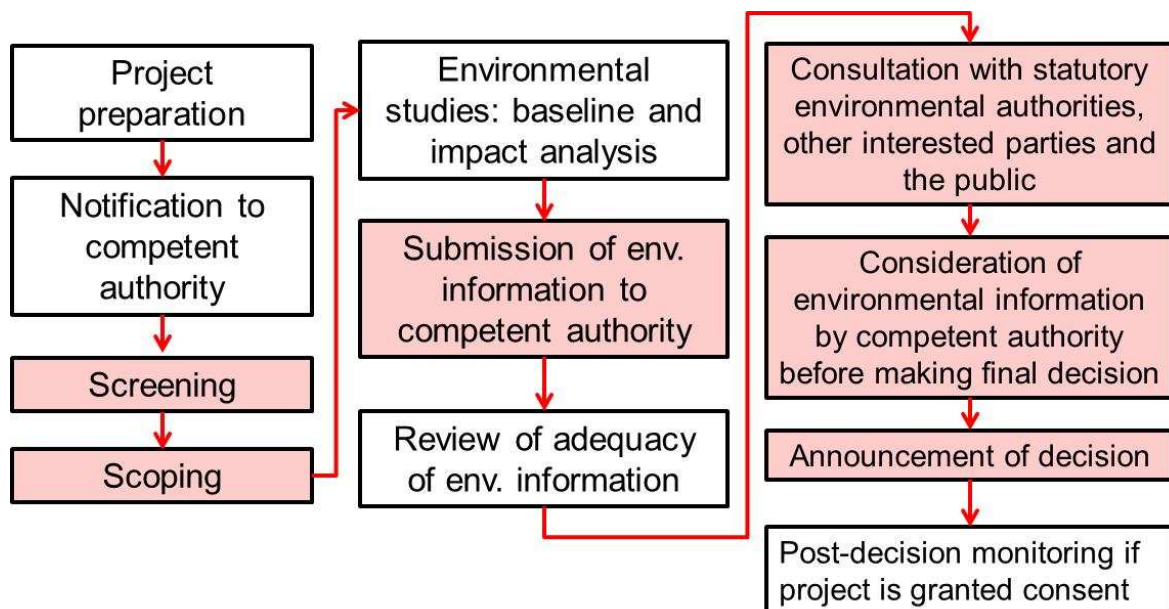 Project
preparation
Notification to
competent
authority
Screening
Scoping
Environmental
studies: baseline and
impact analysis
Submission of env.
information to
competent authority
Review of adequacy
of env. information
Consultation with statutory
environmental authorities,
other interested parties and
the public
Consideration of
environmental information
by competent authority
before making final decision
Announcement of decision
Post-decision monitoring if
project is granted consent